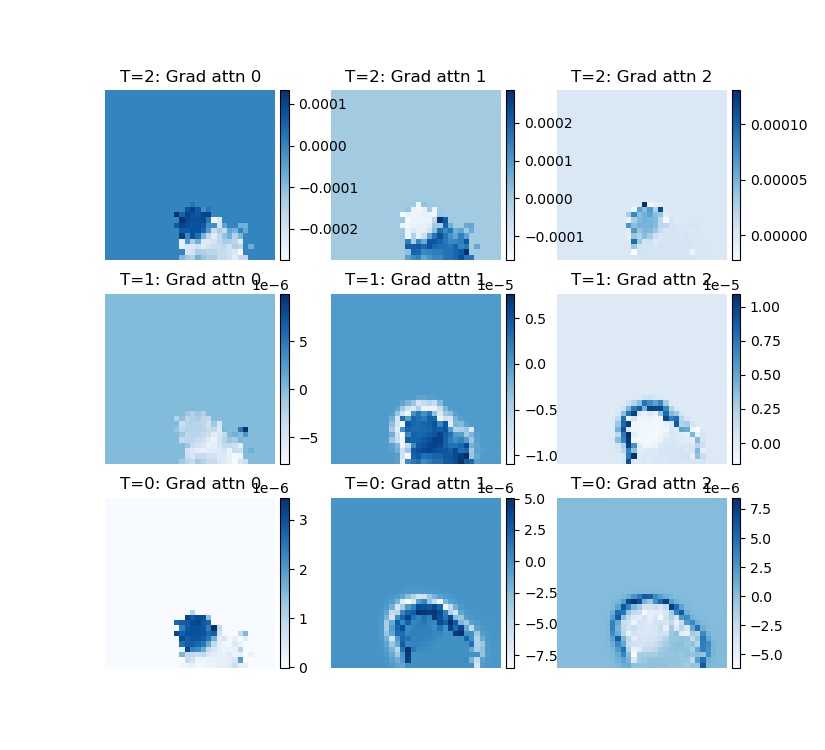 T=2: Grad attn 0
0.0001
0.0000
−0.0001
−0.0002
T=2: Grad attn 1
0.0002
0.0001
0.0000
−0.0001
T=2: Grad attn 2
0.00010
0.00005
0.00000
T=1: Grad attn 0
1e−6
5
0
−5
T=1: Grad attn 1
1e−5
0.5
0.0
−0.5
−1.0
T=1: Grad attn 2
1e−5
1.00
0.75
0.50
0.25
0.00
T=0: Grad attn 0
1e−6
3
2
1
0
T=0: Grad attn 1
1e−6
5.0
2.5
0.0
−2.5
−5.0
−7.5
T=0: Grad attn 2
1e−6
7.5
5.0
2.5
0.0
−2.5
−5.0